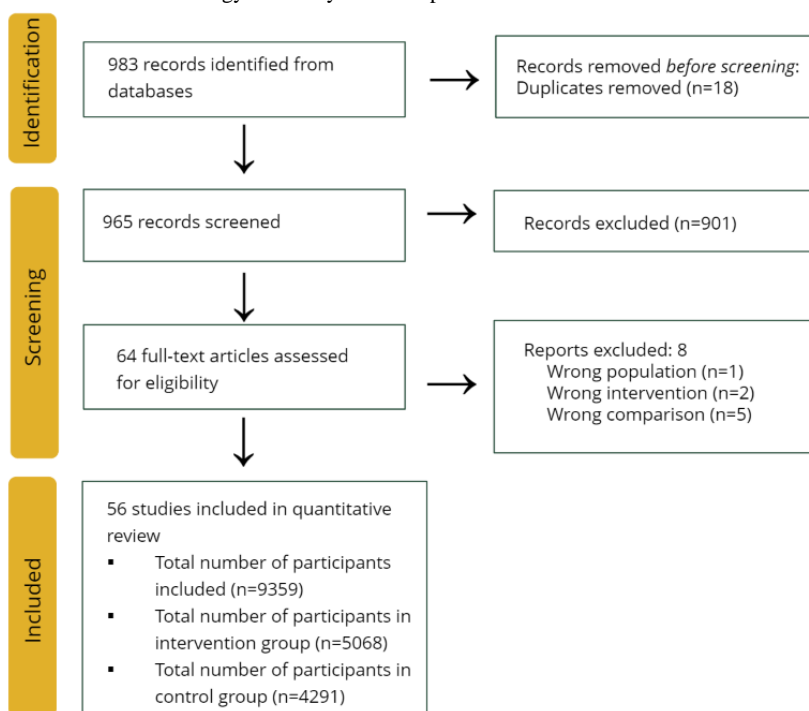 Identification
983 records identified from
databases
Records removed before screening:
Duplicates removed (n=18)
Screening
965 records screened
Records excluded (n=901)
64 full-text articles assessed
for eligibility
Reports excluded: 8
Wrong population (n=1)
Wrong intervention (n=2)
Wrong comparison (n=5)
Included
56 studies included in quantitative
review
▪ Total number of participants
included (n=9359)
▪ Total number of participants in
intervention group (n=5068)
▪ Total number of participants in
control group (n=4291)